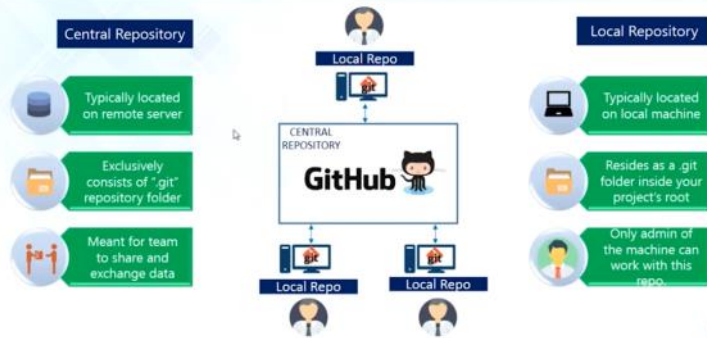 Central Repository
Typically located
on remote server
Exclusively
consists of ".git"
repository folder
Meant for team
to share and
exchange data
Local Repo
git
CENTRAL
REPOSITORY
GitHub
git
git
Local Repo
Local Repo
Local Repository
Typically located
on local machine
Resides as a .git
folder inside your
project's root
Only admin of
the machine can
work with this
repo.